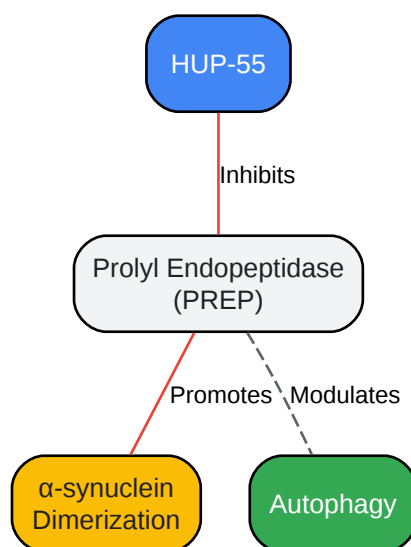 HUP-55
Inhibits
Prolyl Endopeptidase
(PREP)
Promotes
Modulates
α-synuclein
Dimerization
Autophagy